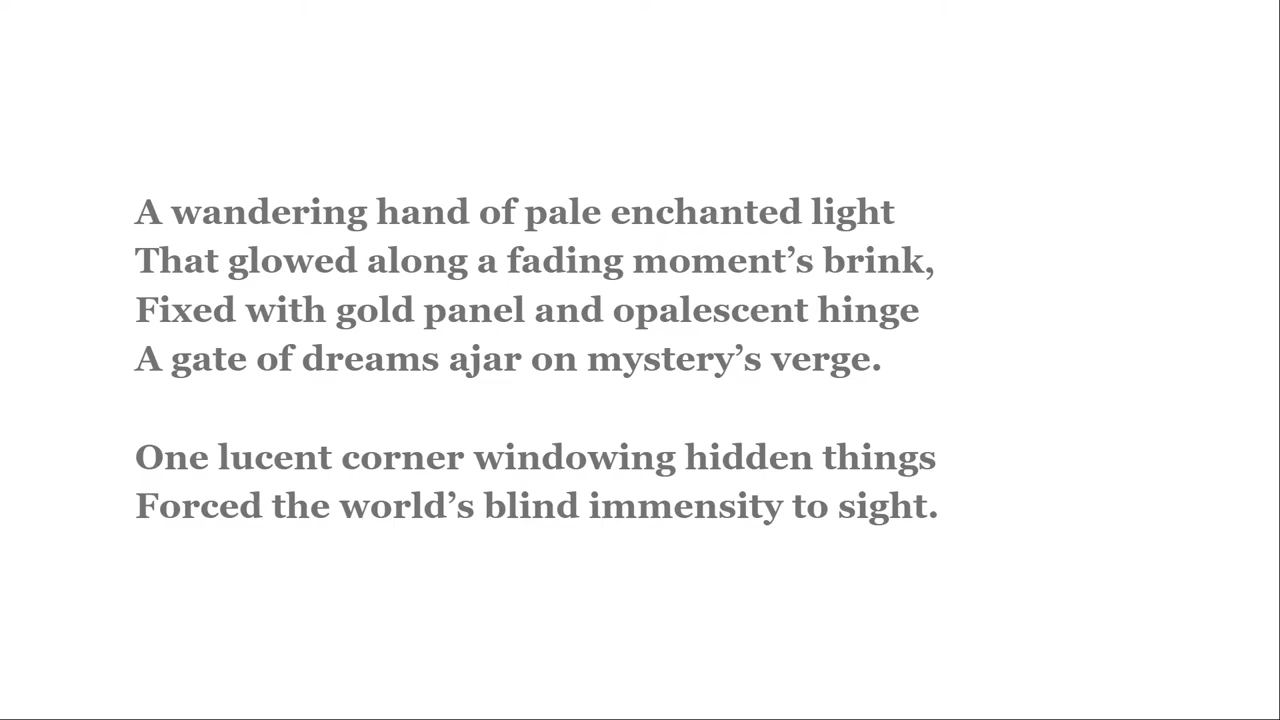 A wandering hand of pale enchanted light
That glowed along a fading moment’s brink,
Fixed with gold panel and opalescent hinge
A gate of dreams ajar on mystery’s verge.
One lucent corner windowing hidden things
Forced the world’s blind immensity to sight.